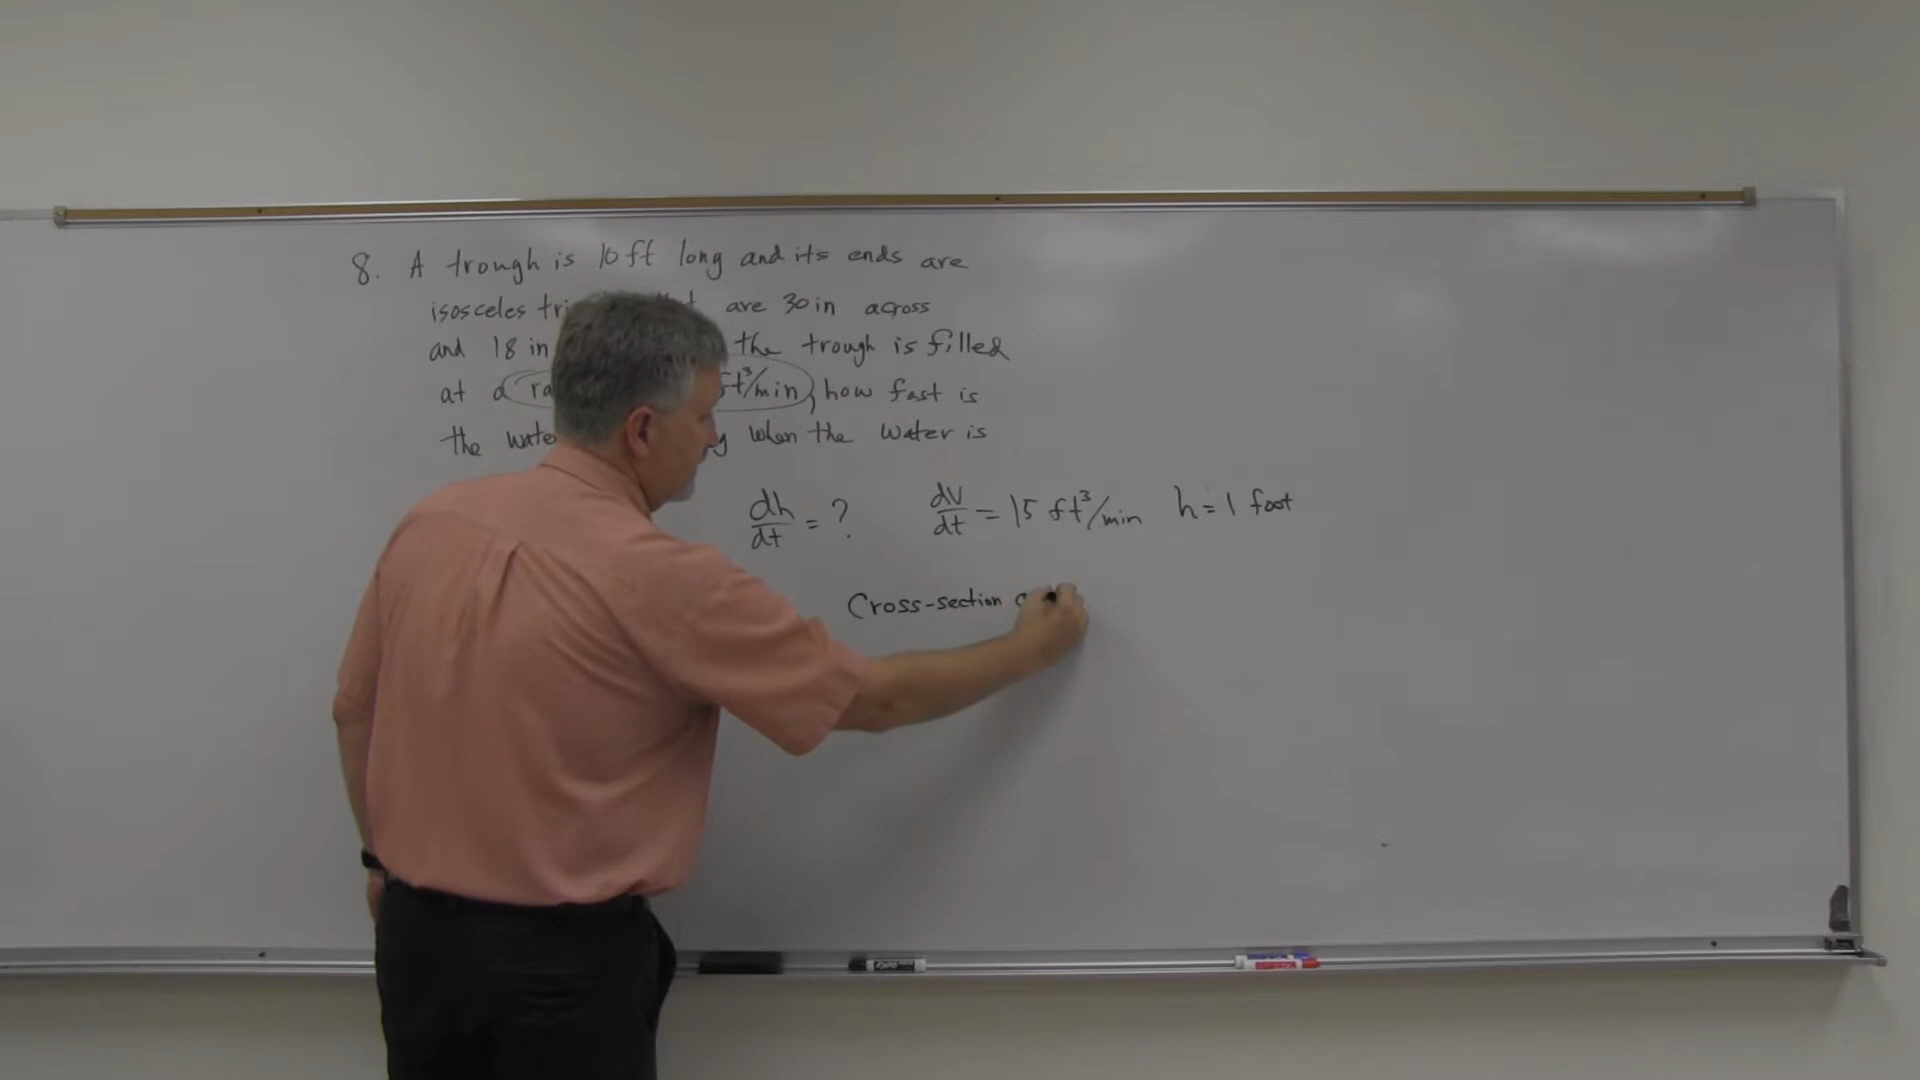 8. A trough is 10 ft long and its ends are
isosceles are 30 in across
and 18 in the trough is filled
at a ft³/min, how fast is
the when the water is
dh/dt = ? dV/dt = 15 ft³/min h = 1 foot
Cross-section
EXPO